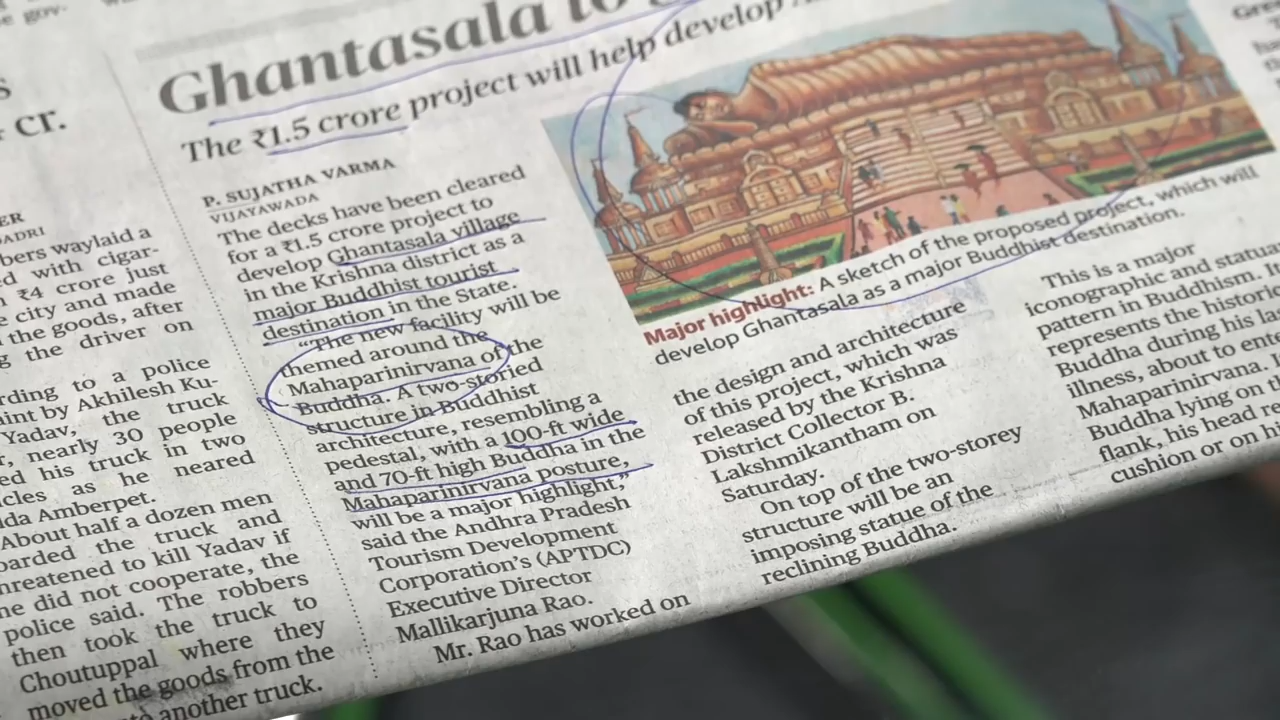 Ghantasala to
The ₹1.5 crore project will help develop
P. SUJATHA VARMA
VIJAYAWADA
The decks have been cleared
for a ₹1.5 crore project to
develop Ghantasala village
in the Krishna district as a
major Buddhist tourist
destination in the State.
"The new facility will be
themed around the
Mahaparinirvana of the
Buddha. A two-storied
structure in Buddhist
architecture, resembling a
pedestal, with a 100-ft wide
and 70-ft high Buddha in the
Mahaparinirvana posture,
will be a major highlight,"
said the Andhra Pradesh
Tourism Development
Corporation's (APTDC)
Executive Director
Mallikarjuna Rao.
Mr. Rao has worked on
Major highlight: A sketch of the proposed project, which will
develop Ghantasala as a major Buddhist destination.
the design and architecture
of this project, which was
released by the Krishna
District Collector B.
Lakshmikantham on
Saturday.
On top of the two-storey
structure will be an
imposing statue of the
reclining Buddha.
This is a major
iconographic and statua
pattern in Buddhism. I
represents the historic
Buddha during his la
illness, about to ente
Mahaparinirvana.
Buddha lying on t
flank, his head re
cushion or on hi
cr.
ER
ADRI
bers waylaid a
d with cigar-
₹4 crore just
city and made
the goods, after
g the driver on
rding to a police
int by Akhilesh Ku-
Yadav, the truck
r, nearly 30 people
ed his truck in two
cles as he neared
da Amberpet.
About half a dozen men
oarded the truck and
hreatened to kill Yadav if
he did not cooperate, the
police said. The robbers
then took the truck to
Choutuppal where they
moved the goods from the
to another truck.